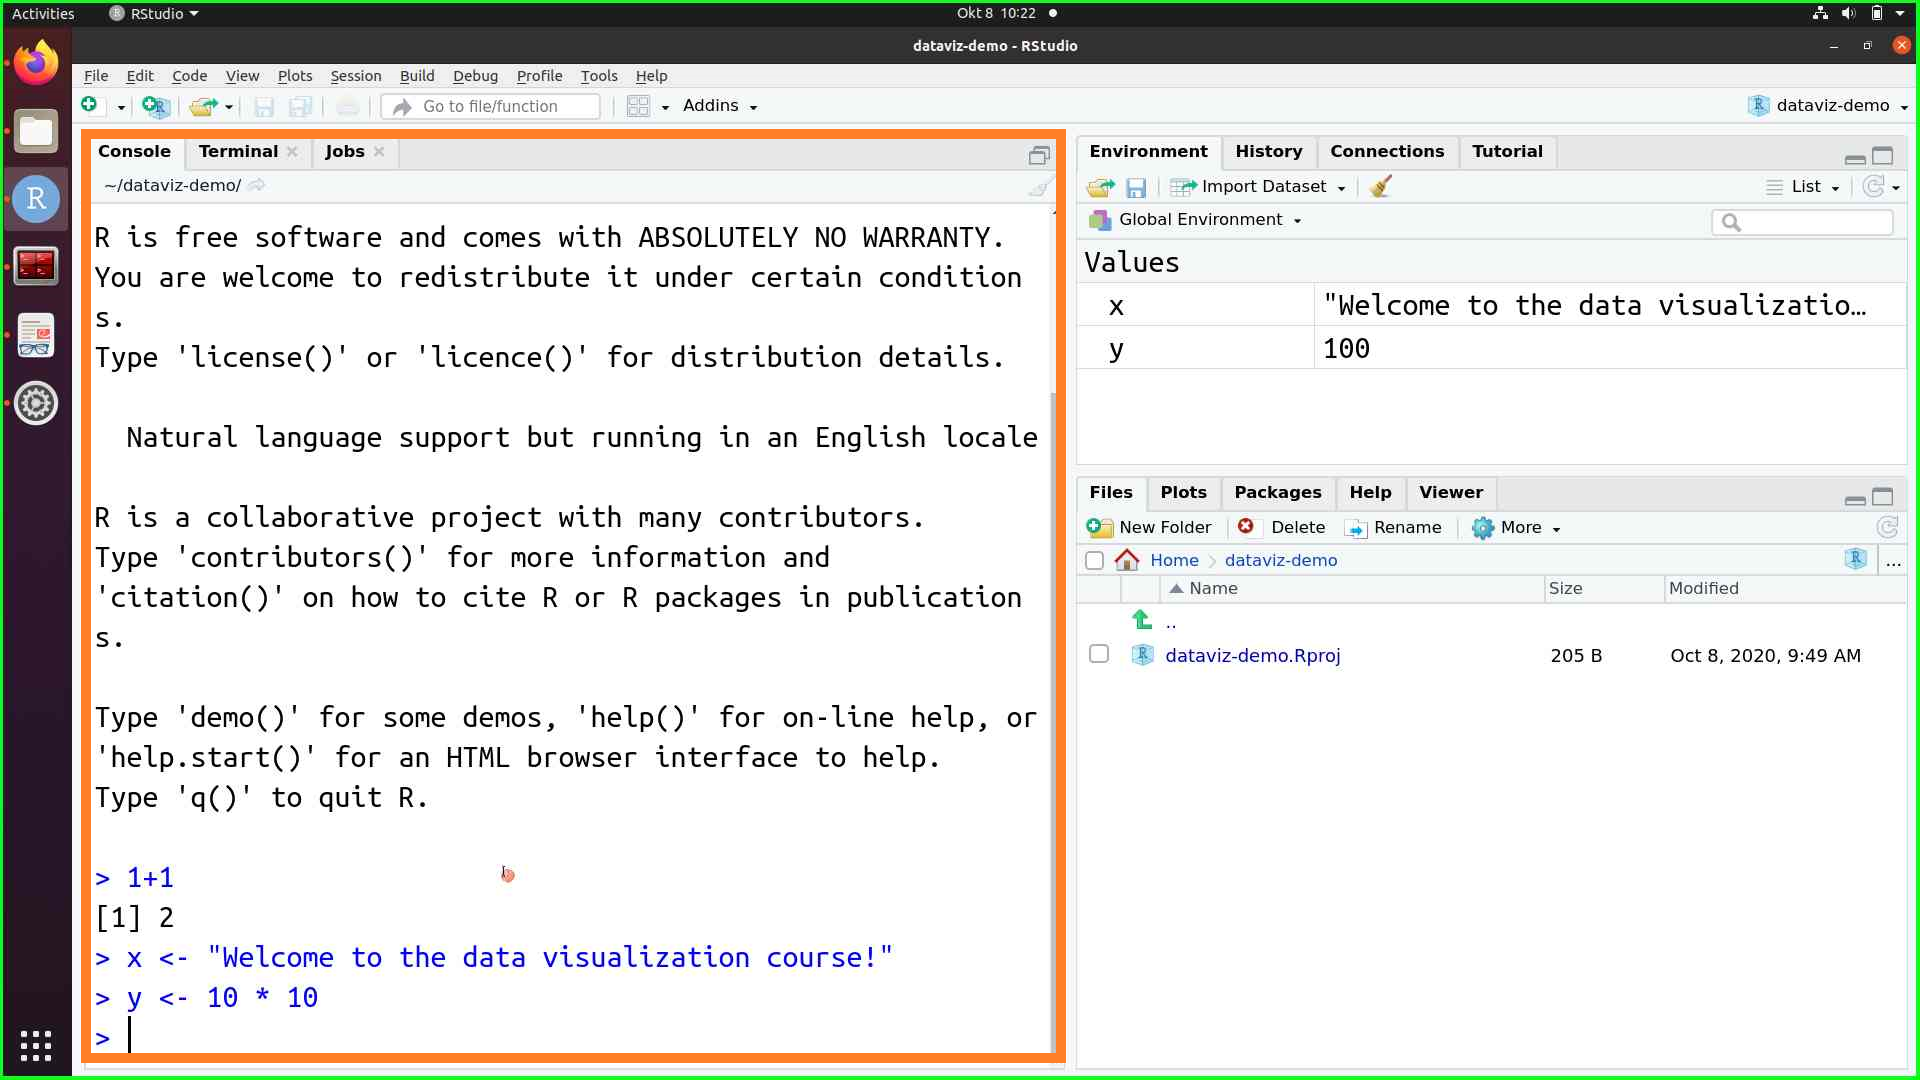 Activities RStudio Okt 8 10:22
dataviz-demo - RStudio
File Edit Code View Plots Session Build Debug Profile Tools Help
Go to file/function Addins dataviz-demo
Console Terminal Jobs
~/dataviz-demo/
R is free software and comes with ABSOLUTELY NO WARRANTY.
You are welcome to redistribute it under certain condition
s.
Type 'license()' or 'licence()' for distribution details.
Natural language support but running in an English locale
R is a collaborative project with many contributors.
Type 'contributors()' for more information and
'citation()' on how to cite R or R packages in publication
s.
Type 'demo()' for some demos, 'help()' for on-line help, or
'help.start()' for an HTML browser interface to help.
Type 'q()' to quit R.
> 1+1
[1] 2
> x <- "Welcome to the data visualization course!"
> y <- 10 * 10
>
Environment History Connections Tutorial
Import Dataset List
Global Environment
Values
x "Welcome to the data visualizatio…
y 100
Files Plots Packages Help Viewer
New Folder Delete Rename More
Home dataviz-demo ...
Name Size Modified
..
dataviz-demo.Rproj 205 B Oct 8, 2020, 9:49 AM